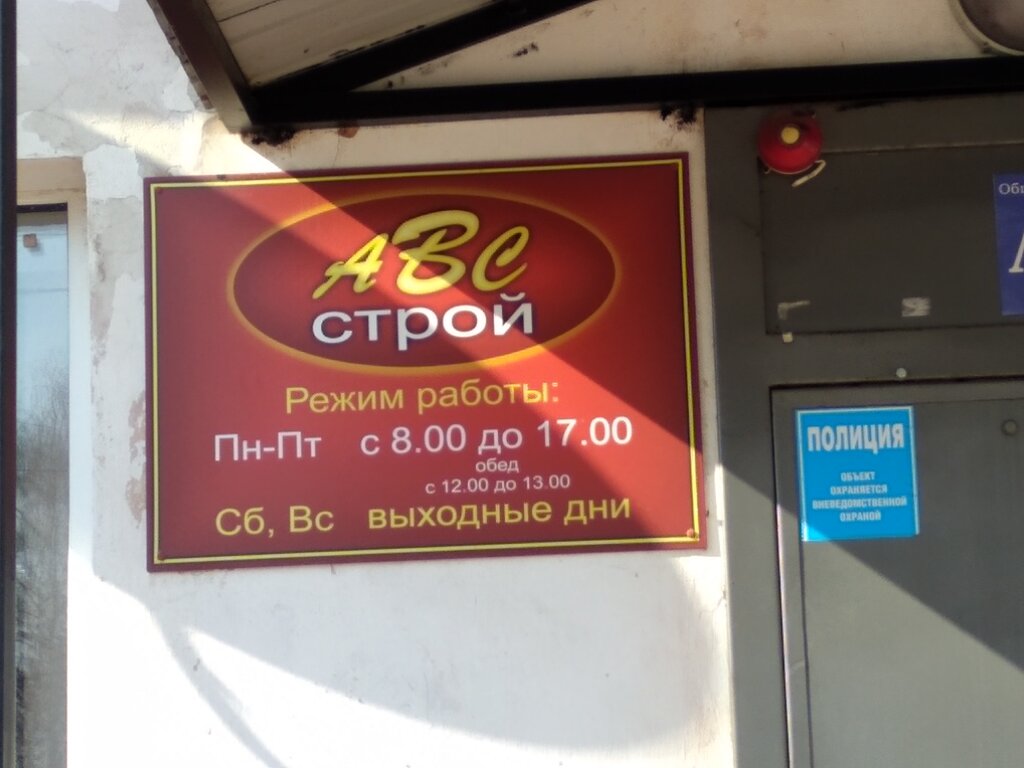 АВС
строй
Режим работы:
Пн-Пт с 8.00 до 17.00
обед
с 12.00 до 13.00
Сб, Вс выходные дни
ПОЛИЦИЯ
ОБЪЕКТ
ОХРАНЯЕТСЯ
ВНЕВЕДОМСТВЕННОЙ
ОХРАНОЙ